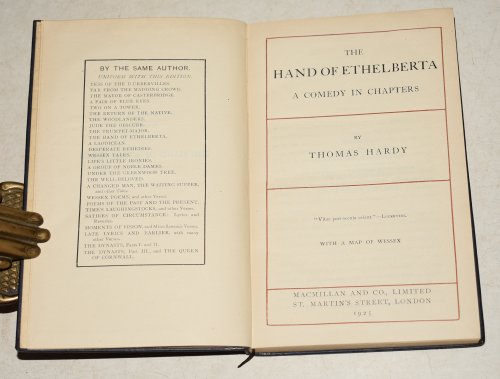 BY THE SAME AUTHOR.
UNIFORM WITH THIS EDITION.
TESS OF THE D'URBERVILLES.
FAR FROM THE MADDING CROWD.
THE MAYOR OF CASTERBRIDGE.
A PAIR OF BLUE EYES.
TWO ON A TOWER.
THE RETURN OF THE NATIVE.
THE WOODLANDERS.
JUDE THE OBSCURE.
THE TRUMPET-MAJOR.
THE HAND OF ETHELBERTA.
A LAODICEAN.
DESPERATE REMEDIES.
WESSEX TALES.
LIFE'S LITTLE IRONIES.
A GROUP OF NOBLE DAMES.
UNDER THE GREENWOOD TREE.
THE WELL-BELOVED.
A CHANGED MAN, THE WAITING SUPPER,
and other Tales.
WESSEX POEMS, and other Verses.
POEMS OF THE PAST AND THE PRESENT.
TIME'S LAUGHINGSTOCKS, and other Verses.
SATIRES OF CIRCUMSTANCE: Lyrics and
Reveries.
MOMENTS OF VISION, and Miscellaneous Verses.
LATE LYRICS AND EARLIER, with many
other Verses.
THE DYNASTS. Parts I. and II.
THE DYNASTS. Part III., and THE QUEEN
OF CORNWALL.
THE
HAND OF ETHELBERTA
A COMEDY IN CHAPTERS
BY
THOMAS HARDY
"Vitae post-scenia celant."—LUCRETIUS.
WITH A MAP OF WESSEX
MACMILLAN AND CO., LIMITED
ST. MARTIN'S STREET, LONDON
1925